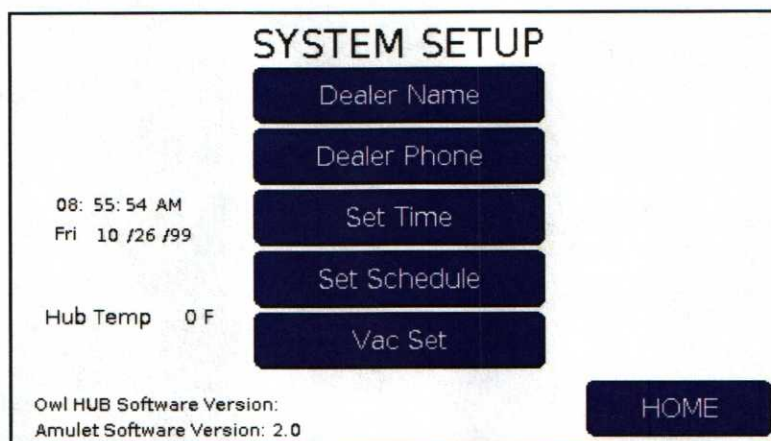 SYSTEM SETUP
Dealer Name
Dealer Phone
08: 55: 54 AM
Set Time
Fri 10 /26 /99
Set Schedule
Hub Temp 0 F
Vac Set
Owl HUB Software Version:
HOME
Amulet Software Version: 2.0